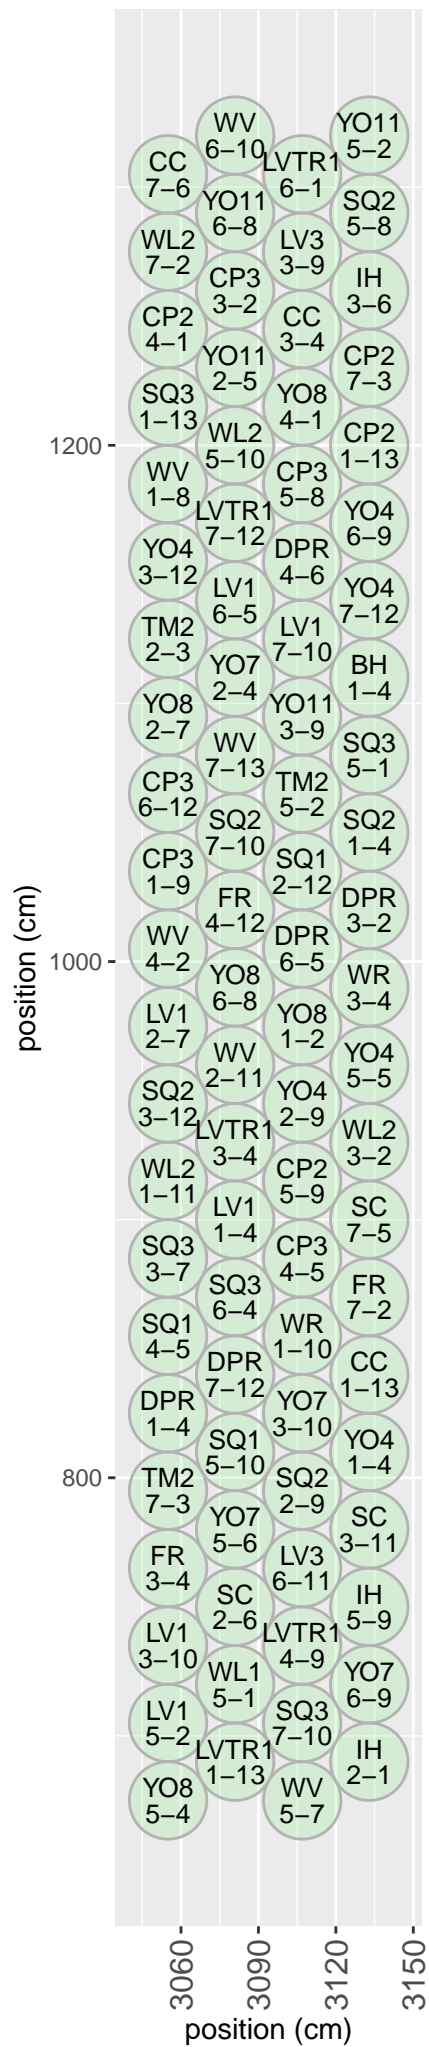 WV
6–10
YO11
5–2
CC
7–6
LVTR1
6–1
YO11
6–8
SQ2
5–8
WL2
7–2
LV3
3–9
CP3
3–2
IH
3–6
CP2
4–1
CC
3–4
YO11
2–5
CP2
7–3
SQ3
1–13
YO8
4–1
WL2
5–10
CP2
1–13
1200
WV
1–8
CP3
5–8
LVTR1
7–12
YO4
6–9
YO4
3–12
DPR
4–6
LV1
6–5
YO4
7–12
TM2
2–3
LV1
7–10
YO7
2–4
BH
1–4
YO8
2–7
YO11
3–9
WV
7–13
SQ3
5–1
CP3
6–12
TM2
5–2
SQ2
7–10
SQ2
1–4
CP3
1–9
SQ1
2–12
FR
4–12
DPR
3–2
WV
4–2
DPR
6–5
1000
YO8
6–8
WR
3–4
LV1
2–7
YO8
1–2
WV
2–11
YO4
5–5
SQ2
3–12
YO4
2–9
LVTR1
3–4
WL2
3–2
WL2
1–11
CP2
5–9
LV1
1–4
SC
7–5
SQ3
3–7
CP3
4–5
SQ3
6–4
FR
7–2
SQ1
4–5
WR
1–10
DPR
7–12
CC
1–13
DPR
1–4
YO7
3–10
SQ1
5–10
YO4
1–4
800
TM2
7–3
SQ2
2–9
YO7
5–6
SC
3–11
FR
3–4
LV3
6–11
SC
2–6
IH
5–9
LV1
3–10
LVTR1
4–9
WL1
5–1
YO7
6–9
LV1
5–2
SQ3
7–10
LVTR1
1–13
IH
2–1
YO8
5–4
WV
5–7
position (cm)
3060
3090
3120
3150
position (cm)